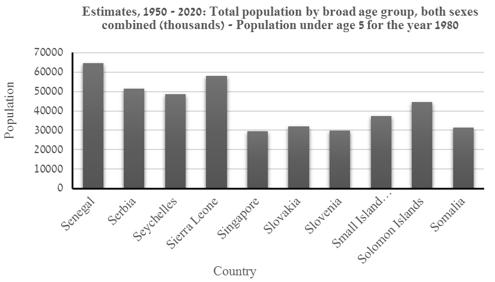 Estimates, 1950 - 2020: Total population by broad age group, both sexes
combined (thousands) - Population under age 5 for the year 1980
70000
60000
50000
40000
30000
20000
10000
0
Population
Senegal
Serbia
Seychelles
Sierra Leone
Singapore
Slovakia
Slovenia
Small Island…
Solomon Islands
Somalia
Country